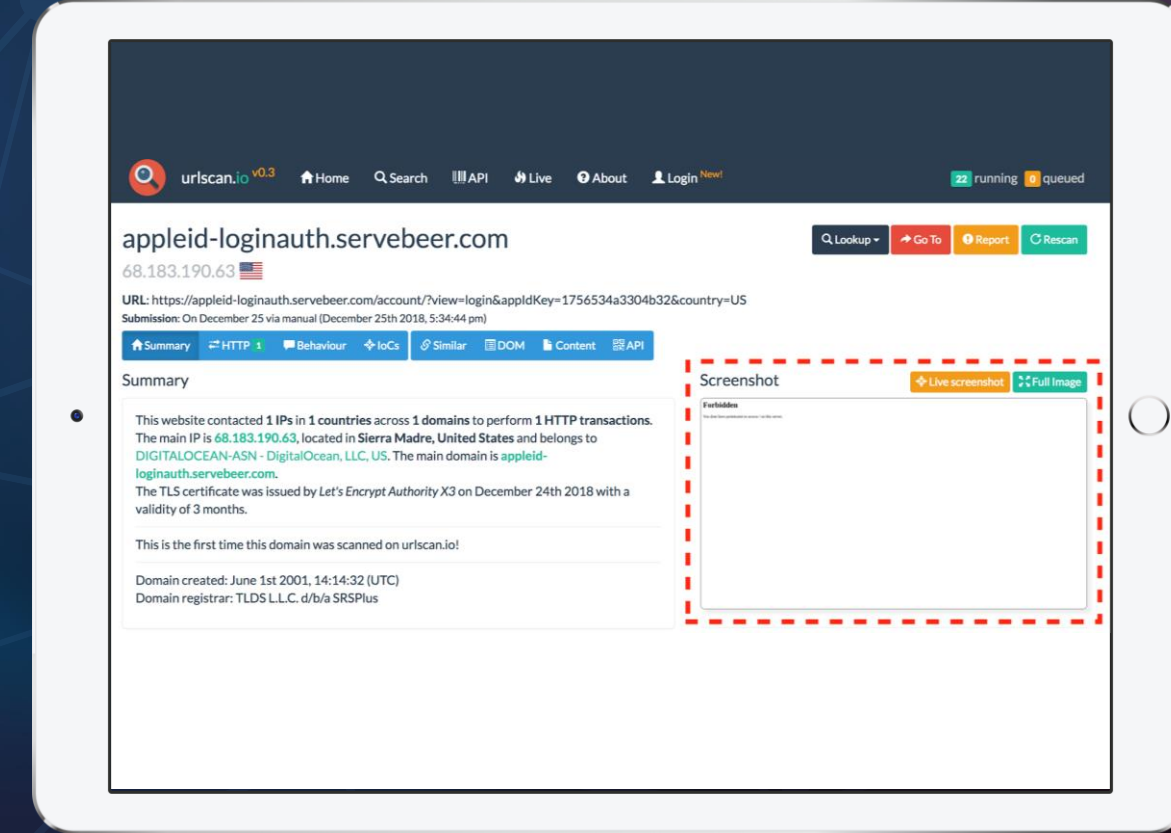 urlscan.io v0.3 Home Search API Live About Login New! 22 running 0 queued
appleid-loginauth.servebeer.com
Lookup Go To Report Rescan
68.183.190.63
URL: https://appleid-loginauth.servebeer.com/account/?view=login&appIdKey=1756534a3304b32&country=US
Submission: On December 25 via manual (December 25th 2018, 5:34:44 pm)
Summary HTTP 1 Behaviour IoCs Similar DOM Content API
Summary
This website contacted 1 IPs in 1 countries across 1 domains to perform 1 HTTP transactions.
The main IP is 68.183.190.63, located in Sierra Madre, United States and belongs to
DIGITALOCEAN-ASN - DigitalOcean, LLC, US. The main domain is appleid-
loginauth.servebeer.com.
The TLS certificate was issued by Let's Encrypt Authority X3 on December 24th 2018 with a
validity of 3 months.
This is the first time this domain was scanned on urlscan.io!
Domain created: June 1st 2001, 14:14:32 (UTC)
Domain registrar: TLDS L.L.C. d/b/a SRSPlus
Screenshot Live screenshot Full Image
Forbidden